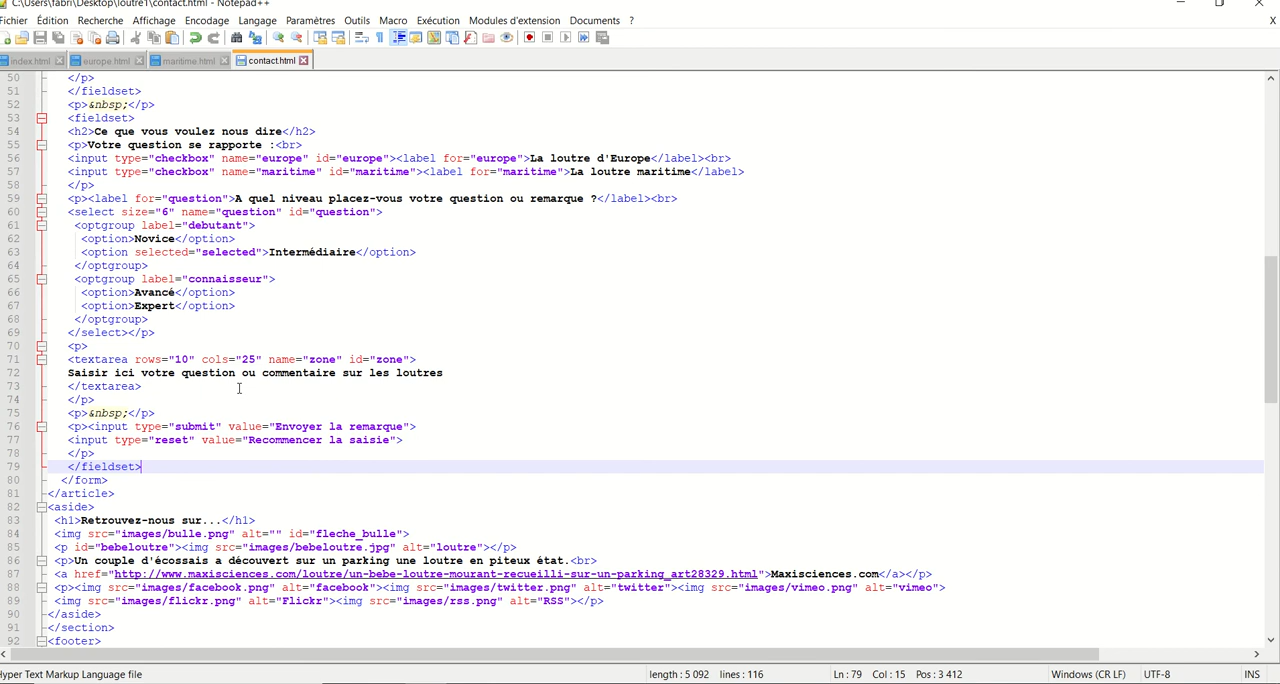 C:\Users\fabri\Desktop\loutre1\contact.html - Notepad++
Fichier Édition Recherche Affichage Encodage Langage Paramètres Outils Macro Exécution Modules d'extension Documents ? X
index.html europe.html maritime.html contact.html
50 </p>
51 </fieldset>
52 <p>&nbsp;</p>
53 <fieldset>
54 <h2>Ce que vous voulez nous dire</h2>
55 <p>Votre question se rapporte :<br>
56 <input type="checkbox" name="europe" id="europe"><label for="europe">La loutre d'Europe</label><br>
57 <input type="checkbox" name="maritime" id="maritime"><label for="maritime">La loutre maritime</label>
58 </p>
59 <p><label for="question">A quel niveau placez-vous votre question ou remarque ?</label><br>
60 <select size="6" name="question" id="question">
61 <optgroup label="debutant">
62 <option>Novice</option>
63 <option selected="selected">Intermédiaire</option>
64 </optgroup>
65 <optgroup label="connaisseur">
66 <option>Avancé</option>
67 <option>Expert</option>
68 </optgroup>
69 </select></p>
70 <p>
71 <textarea rows="10" cols="25" name="zone" id="zone">
72 Saisir ici votre question ou commentaire sur les loutres
73 </textarea>
74 </p>
75 <p>&nbsp;</p>
76 <p><input type="submit" value="Envoyer la remarque">
77 <input type="reset" value="Recommencer la saisie">
78 </p>
79 </fieldset>
80 </form>
81 </article>
82 <aside>
83 <h1>Retrouvez-nous sur...</h1>
84 <img src="images/bulle.png" alt="" id="fleche_bulle">
85 <p id="bebeloutre"><img src="images/bebeloutre.jpg" alt="loutre"></p>
86 <p>Un couple d'écossais a découvert sur un parking une loutre en piteux état.<br>
87 <a href="http://www.maxisciences.com/loutre/un-bebe-loutre-mourant-recueilli-sur-un-parking_art28329.html">Maxisciences.com</a></p>
88 <p><img src="images/facebook.png" alt="facebook"><img src="images/twitter.png" alt="twitter"><img src="images/vimeo.png" alt="vimeo">
89 <img src="images/flickr.png" alt="Flickr"><img src="images/rss.png" alt="RSS"></p>
90 </aside>
91 </section>
92 <footer>
Hyper Text Markup Language file length : 5 092 lines : 116 Ln : 79 Col : 15 Pos : 3 412 Windows (CR LF) UTF-8 INS